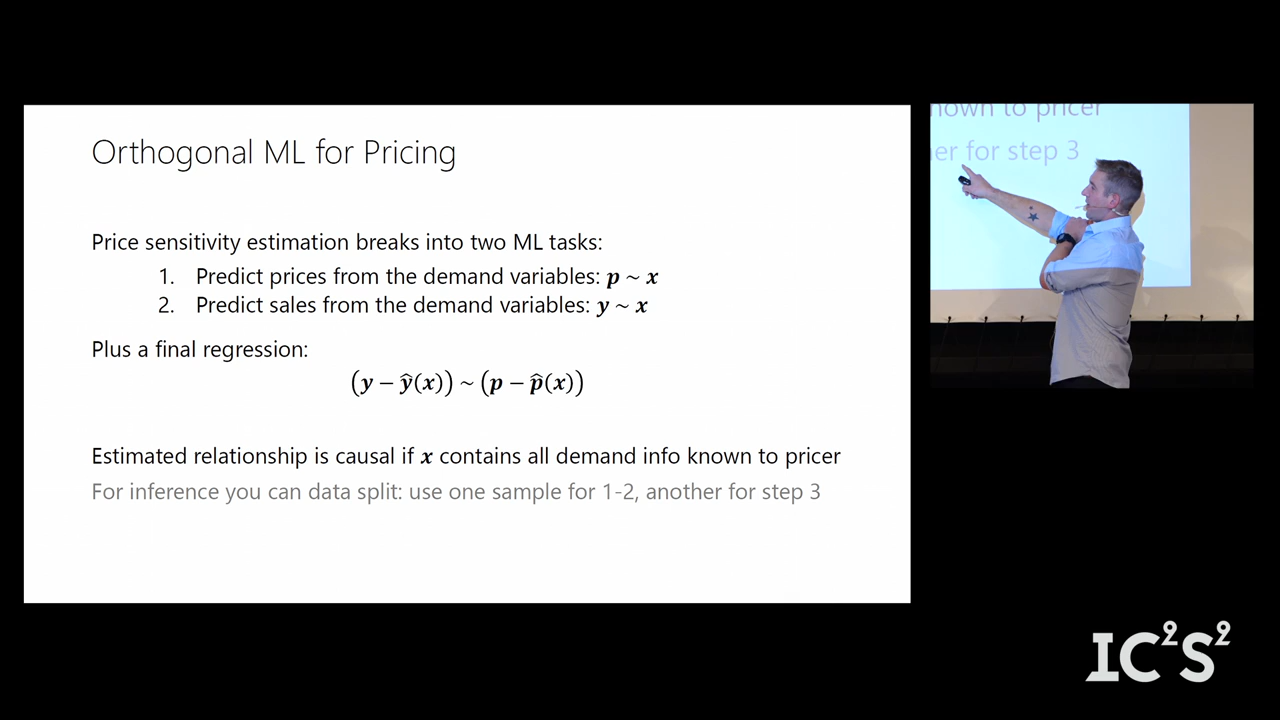 Orthogonal ML for Pricing
Price sensitivity estimation breaks into two ML tasks:
1. Predict prices from the demand variables: p ~ x
2. Predict sales from the demand variables: y ~ x
Plus a final regression:
(y − ŷ(x)) ~ (p − p̂(x))
Estimated relationship is causal if x contains all demand info known to pricer
For inference you can data split: use one sample for 1-2, another for step 3
nown to pricer
er for step 3
IC²S²